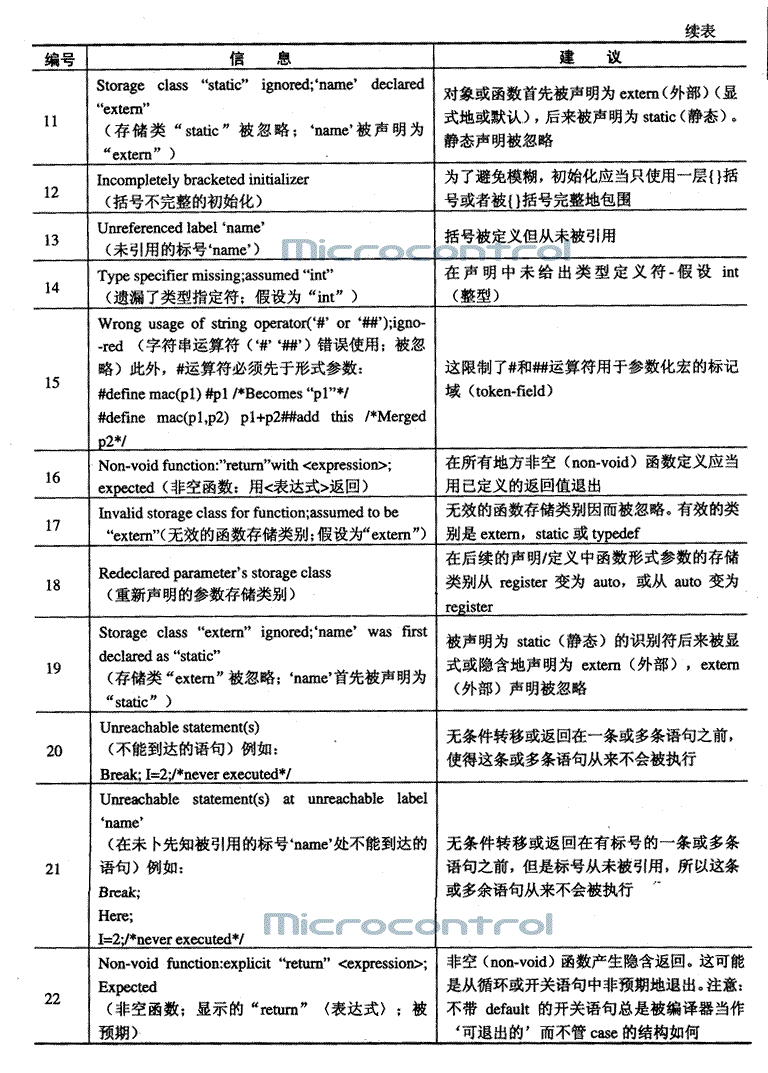 续表
编号 信 息 建 议
11
Storage class “static” ignored;‘name’ declared
“extern”
（存储类“static”被忽略；‘name’被声明为
“extern”）
对象或函数首先被声明为 extern（外部）（显
式地或默认），后来被声明为 static（静态）。
静态声明被忽略
12
Incompletely bracketed initializer
（括号不完整的初始化）
为了避免模糊，初始化应当只使用一层{}括
号或者被{}括号完整地包围
13
Unreferenced label ‘name’
（未引用的标号‘name’）
括号被定义但从未被引用
Microcontrol
14
Type specifier missing;assumed “int”
（遗漏了类型指定符；假设为“int”）
在声明中未给出类型定义符-假设 int
（整型）
15
Wrong usage of string operator(‘#’ or ‘##’);igno-
-red （字符串运算符（‘#’ ‘##’）错误使用；被忽
略）此外，#运算符必须先于形式参数：
#define mac(p1) #p1 /*Becomes “p1”*/
#define mac(p1,p2) p1+p2##add this /*Merged
p2*/
这限制了#和##运算符用于参数化宏的标记
域（token-field）
16
Non-void function:”return”with <expression>;
expected（非空函数：用<表达式>返回）
在所有地方非空（non-void）函数定义应当
用已定义的返回值退出
17
Invalid storage class for function;assumed to be
“extern”（无效的函数存储类别；假设为“extern”）
无效的函数存储类别因而被忽略。有效的类
别是 extern，static 或 typedef
18
Redeclared parameter’s storage class
（重新声明的参数存储类别）
在后续的声明/定义中函数形式参数的存储
类别从 register 变为 auto，或从 auto 变为
register
19
Storage class “extern” ignored;‘name’ was first
declared as “static”
（存储类“extern”被忽略；‘name’首先被声明为
“static”）
被声明为 static（静态）的识别符后来被显
式或隐含地声明为 extern（外部），extern
（外部）声明被忽略
20
Unreachable statement(s)
（不能到达的语句）例如：
Break; I=2;/*never executed*/
无条件转移或返回在一条或多条语句之前，
使得这条或多条语句从来不会被执行
21
Unreachable statement(s) at unreachable label
‘name’
（在未卜先知被引用的标号‘name’处不能到达的
语句）例如：
Break;
Here;
I=2;/*never executed*/
无条件转移或返回在有标号的一条或多条
语句之前，但是标号从未被引用，所以这条
或多余语句从来不会被执行
Microcontrol
22
Non-void function:explicit “return” <expression>;
Expected
（非空函数；显示的“return”〈表达式〉；被
预期）
非空（non-void）函数产生隐含返回。这可能
是从循环或开关语句中非预期地退出。注意：
不带 default 的开关语句总是被编译器当作
‘可退出的’而不管 case 的结构如何